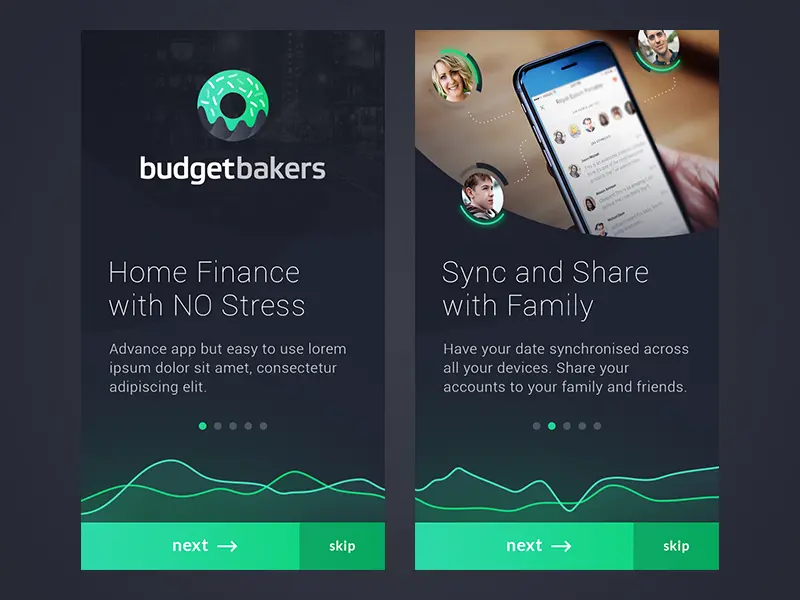 budgetbakers
Home Finance
with NO Stress
Advance app but easy to use lorem
ipsum dolor sit amet, consectetur
adipiscing elit.
next →
skip
Sync and Share
with Family
Have your date synchronised across
all your devices. Share your
accounts to your family and friends.
next →
skip